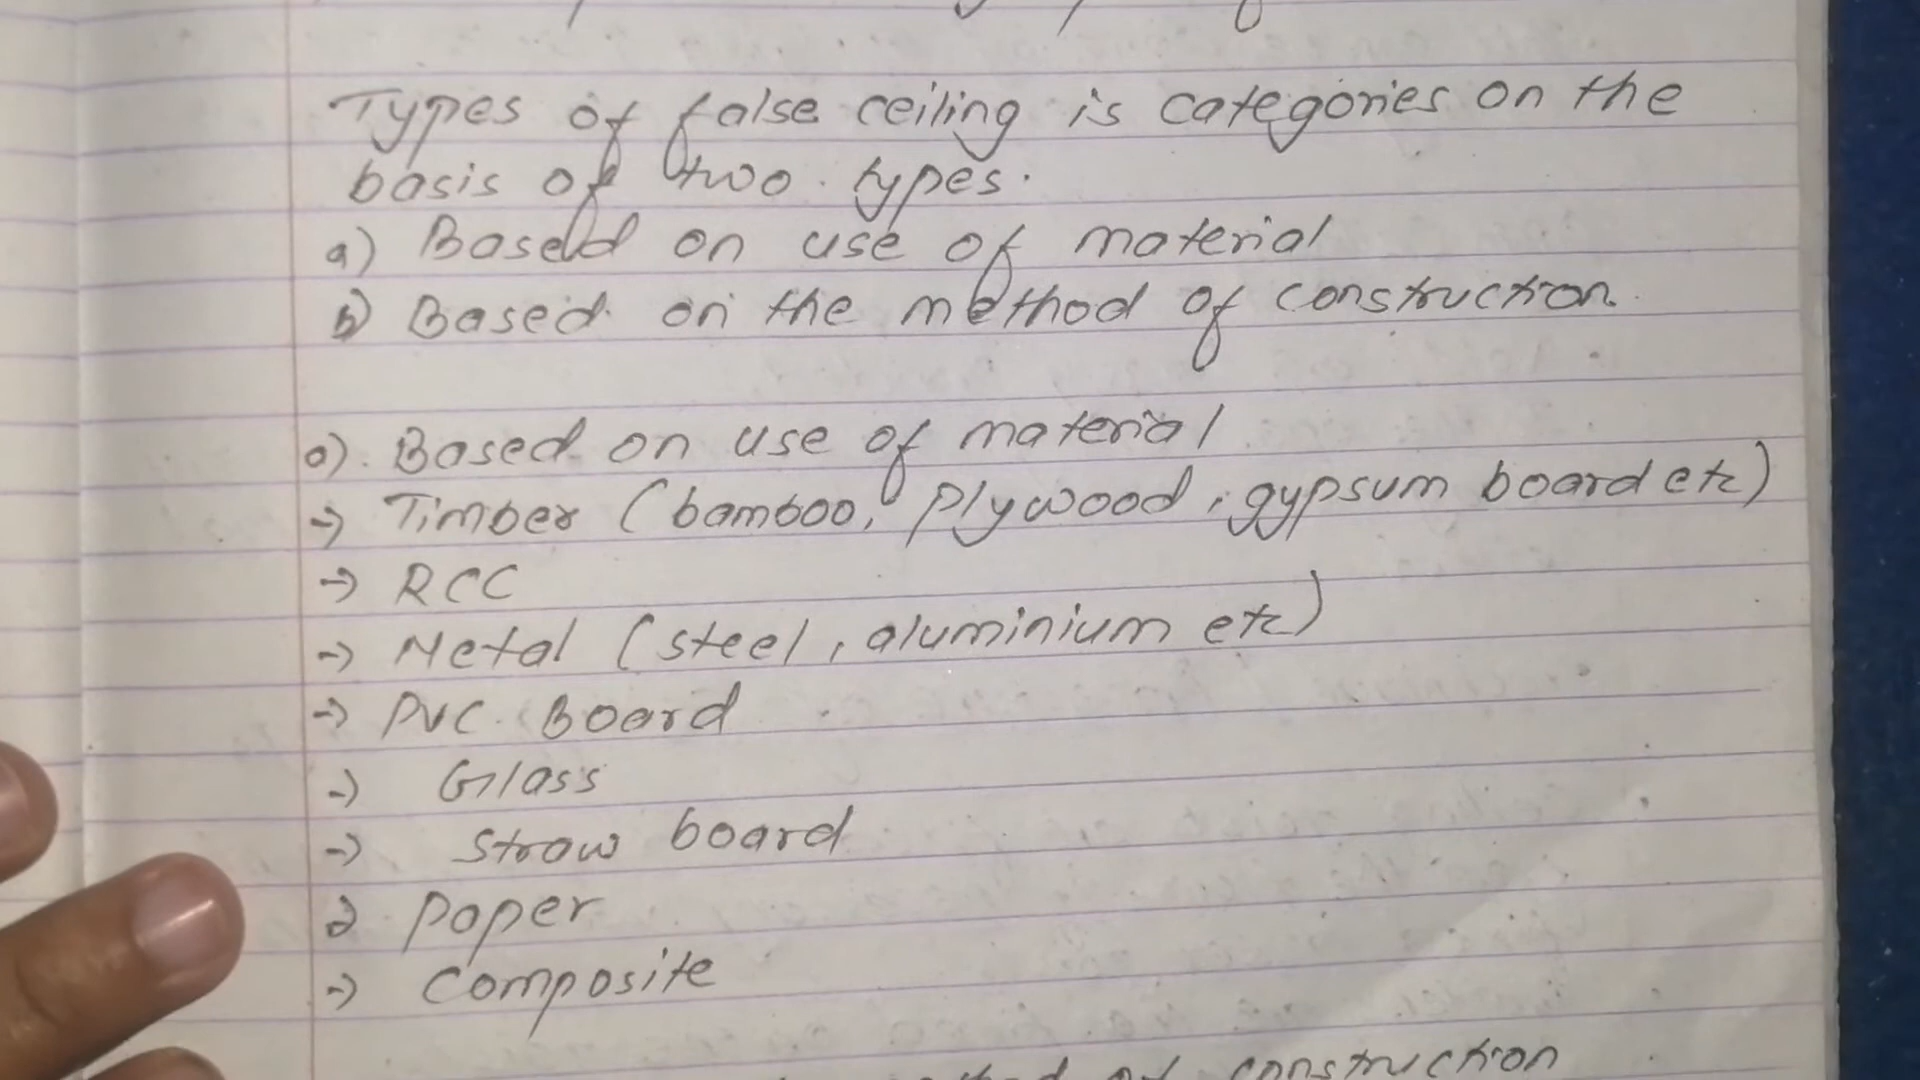 Types of false ceiling is categories on the
basis of two types.
a) Based on use of material
b) Based on the method of construction.
a). Based on use of material
→ Timber (bamboo, plywood, gypsum board etc)
→ RCC
→ Metal (steel, aluminium etc)
→ PVC Board
→ Glass
→ Straw board
→ Paper
→ Composite
of construction